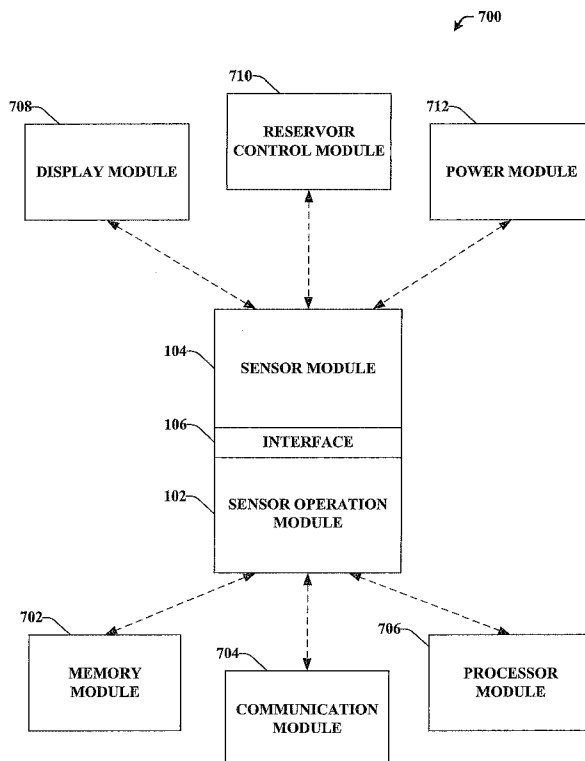 700
710
708
712
RESERVOIR
CONTROL MODULE
DISPLAY MODULE
POWER MODULE
104
SENSOR MODULE
106
INTERFACE
102
SENSOR OPERATION
MODULE
702
704
706
MEMORY
MODULE
COMMUNICATION
MODULE
PROCESSOR
MODULE